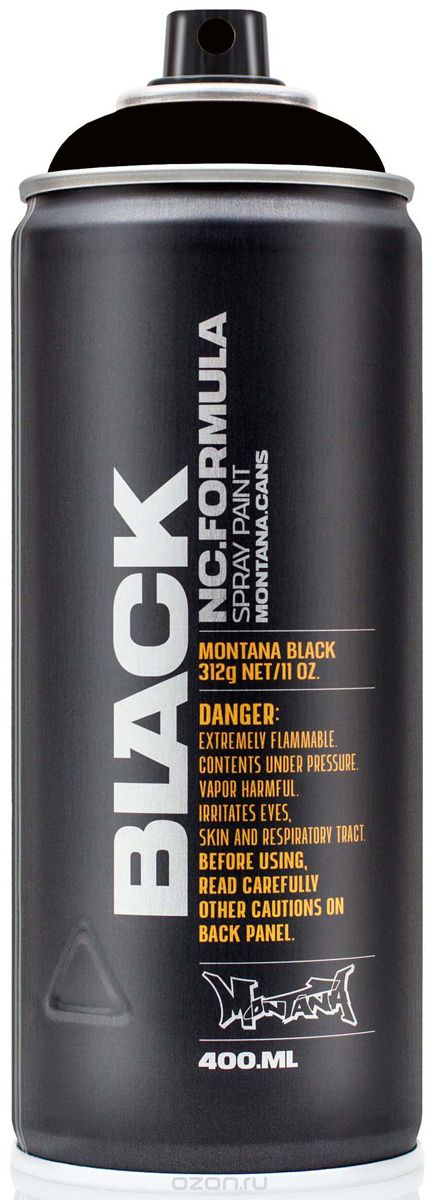 BLACK
NC.FORMULA
SPRAY PAINT
MONTANA.CANS
MONTANA BLACK
312g NET/11 OZ.
DANGER:
EXTREMELY FLAMMABLE.
CONTENTS UNDER PRESSURE.
VAPOR HARMFUL.
IRRITATES EYES,
SKIN AND RESPIRATORY TRACT.
BEFORE USING,
READ CAREFULLY
OTHER CAUTIONS ON
BACK PANEL.
MONTANA
400.ML
ozon.ru